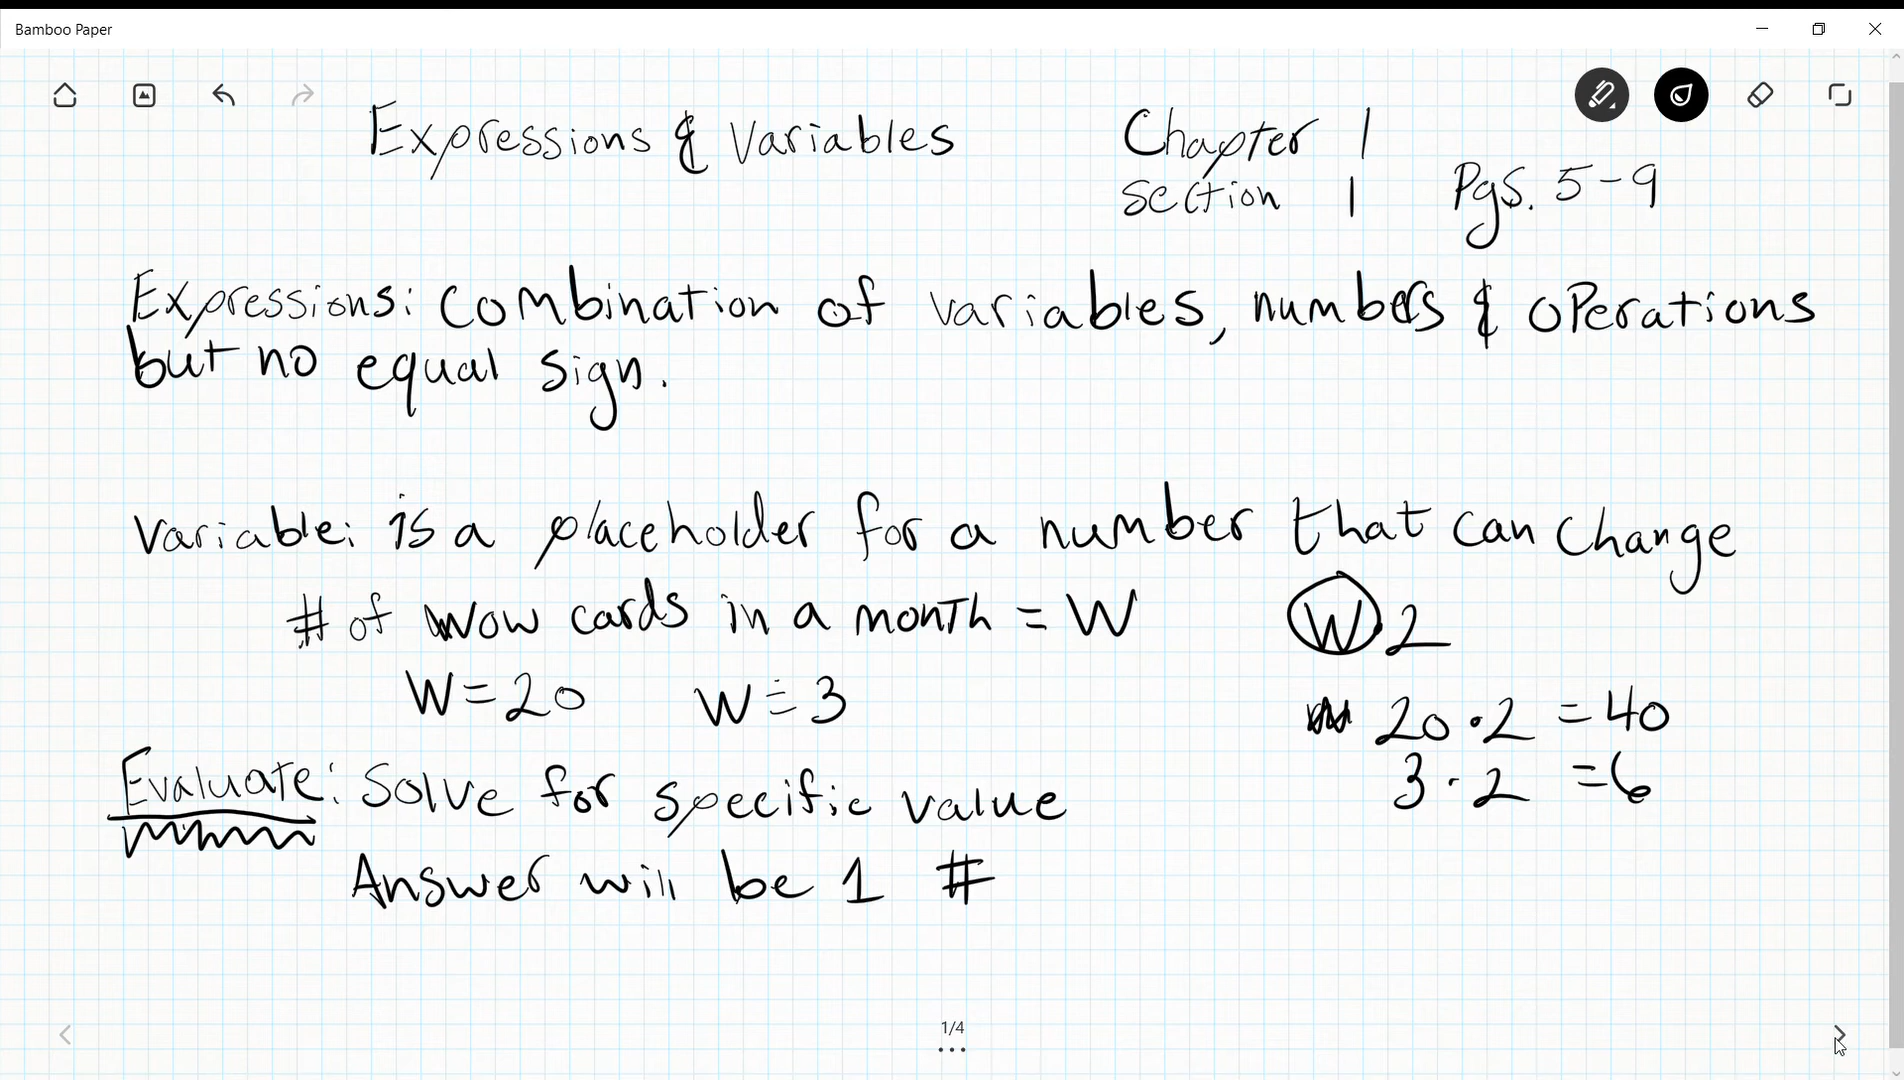 Bamboo Paper
Expressions & Variables
Chapter 1
section 1 Pgs. 5-9
Expressions: Combination of variables, numbers & operations
but no equal sign.
Variable: is a placeholder for a number that can change
# of Wow cards in a month = W
W·2
W=20 W=3
20·2 =40
3·2 =6
Evaluate: Solve for specific value
Answer will be 1 #
1/4